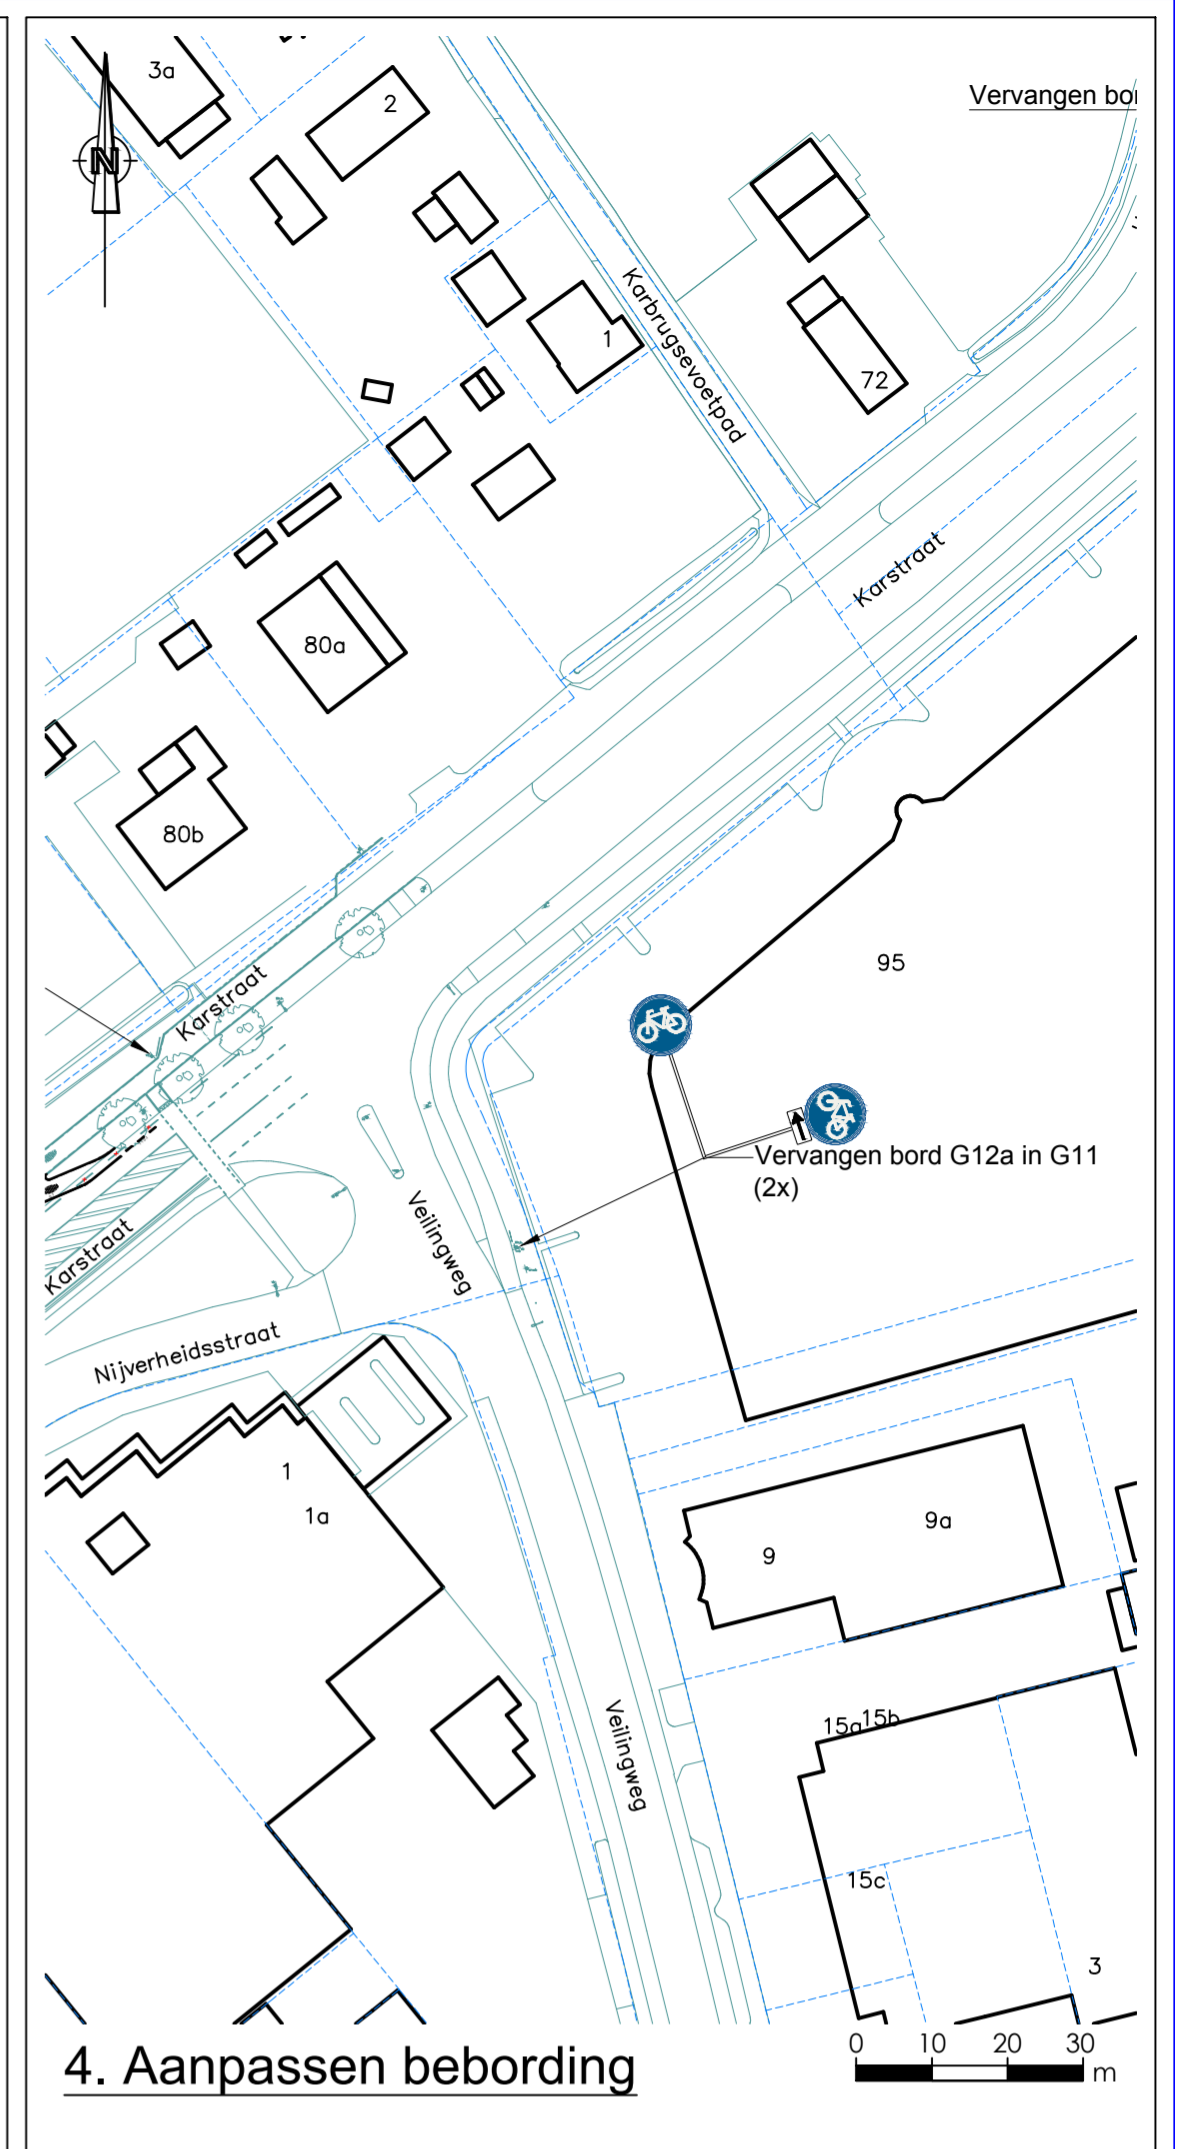 3a
2
Vervangen bor
N
1
Karbrugsevoetpad
72
Karstraat
80a
80b
95
Karstraat
Vervangen bord G12a in G11
(2x)
Veilingweg
Karstraat
Nijverheidsstraat
1
1a
9a
9
15a 15b
Veilingweg
15c
3
4. Aanpassen bebording
0 10 20 30
m